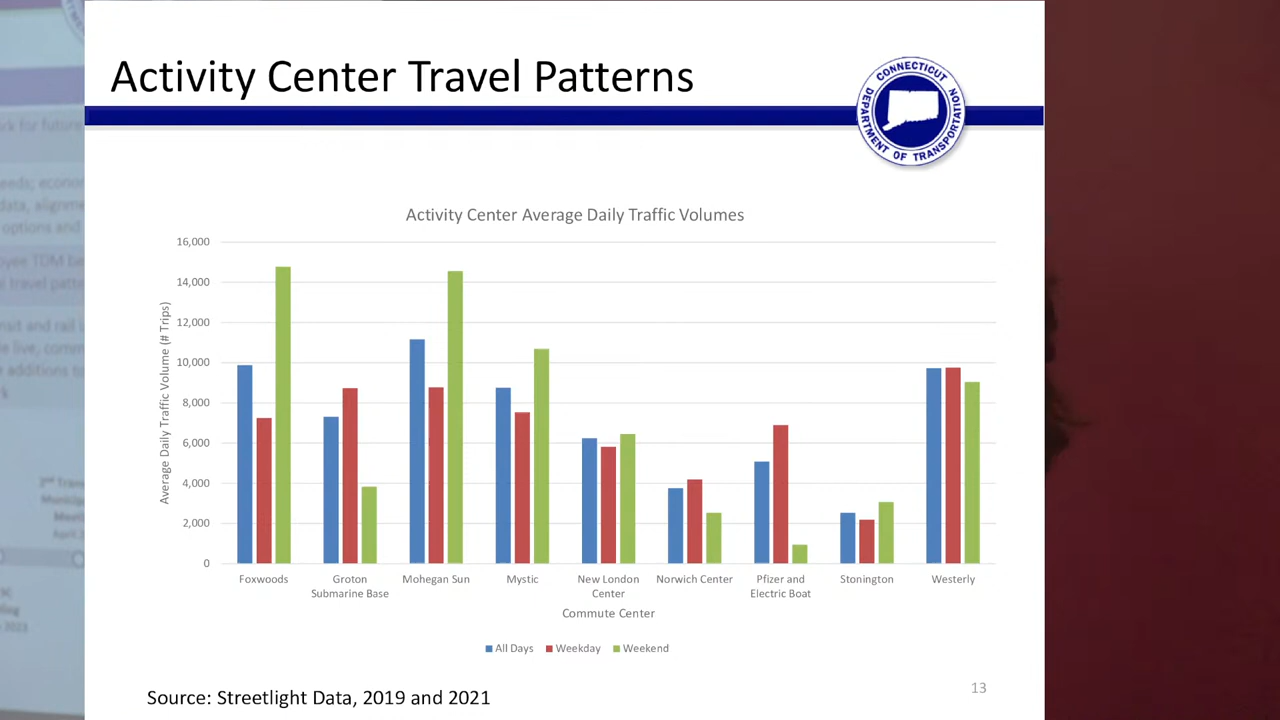 Activity Center Travel Patterns
CONNECTICUT
DEPARTMENT OF TRANSPORTATION
Activity Center Average Daily Traffic Volumes
Average Daily Traffic Volume (# Trips)
16,000
14,000
12,000
10,000
8,000
6,000
4,000
2,000
0
Foxwoods
Groton
Submarine Base
Mohegan Sun
Mystic
New London
Center
Norwich Center
Pfizer and
Electric Boat
Stonington
Westerly
Commute Center
All Days Weekday Weekend
Source: Streetlight Data, 2019 and 2021
13
options and